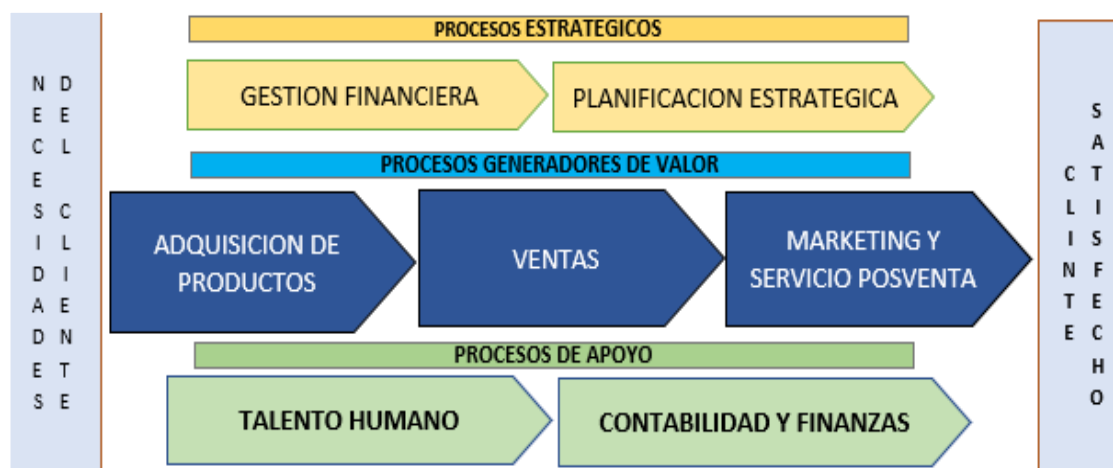 NECESIDADES
DEL CLIENTE
PROCESOS ESTRATEGICOS
GESTION FINANCIERA
PLANIFICACION ESTRATEGICA
PROCESOS GENERADORES DE VALOR
ADQUISICION DE
PRODUCTOS
VENTAS
MARKETING Y
SERVICIO POSVENTA
PROCESOS DE APOYO
TALENTO HUMANO
CONTABILIDAD Y FINANZAS
CLINTE
SATISFECHO